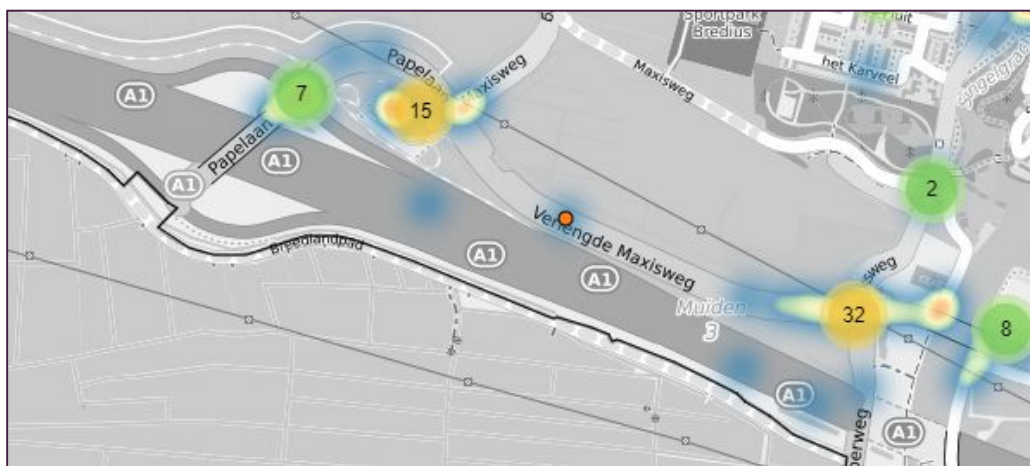 Sportpark
Bredius
het Karveel
Maxisweg
Papelaan
Maxisweg
A1
7
15
A1
Papelaan
A1
2
Breedlandpad
A1
Verlengde Maxisweg
A1
Muiden
3
32
8
A1
A1